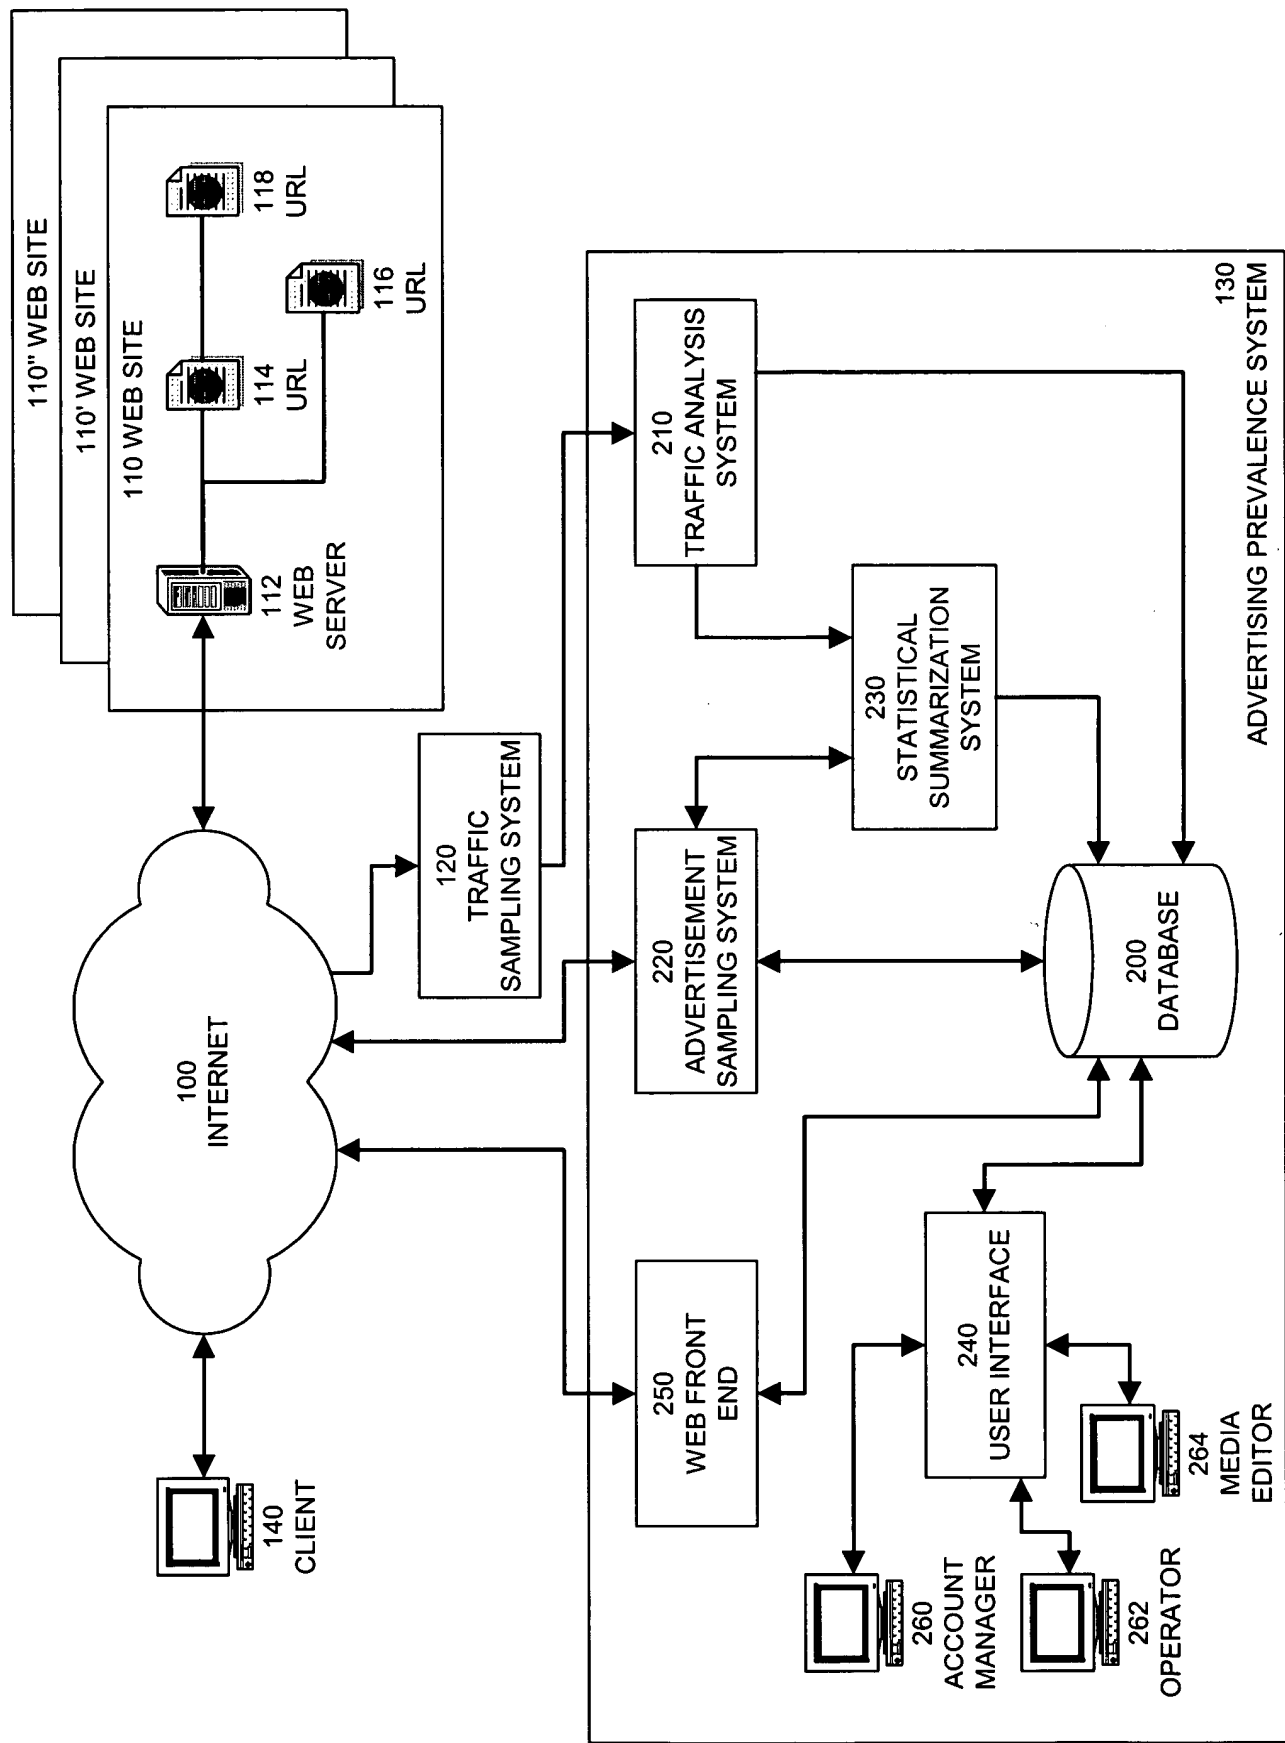 110" WEB SITE
110' WEB SITE
110 WEB SITE
118
URL
116
URL
114
URL
112
WEB
SERVER
100
INTERNET
140
CLIENT
120
TRAFFIC
SAMPLING SYSTEM
210
TRAFFIC ANALYSIS
SYSTEM
220
ADVERTISEMENT
SAMPLING SYSTEM
230
STATISTICAL
SUMMARIZATION
SYSTEM
250
WEB FRONT
END
240
USER INTERFACE
200
DATABASE
260
ACCOUNT
MANAGER
262
OPERATOR
264
MEDIA
EDITOR
130
ADVERTISING PREVALENCE SYSTEM